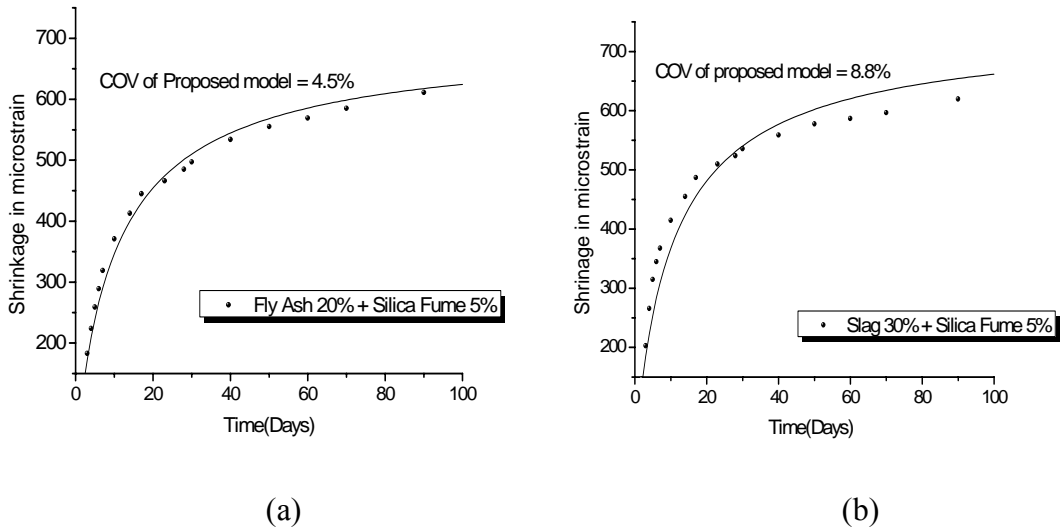 700
600
500
400
300
200
0 20 40 60 80 100
Shrinkage in microstrain
Time(Days)
COV of Proposed model = 4.5%
Fly Ash 20% + Silica Fume 5%
(a)
700
600
500
400
300
200
0 20 40 60 80 100
Shrinage in microstrain
Time(Days)
COV of proposed model = 8.8%
Slag 30% + Silica Fume 5%
(b)